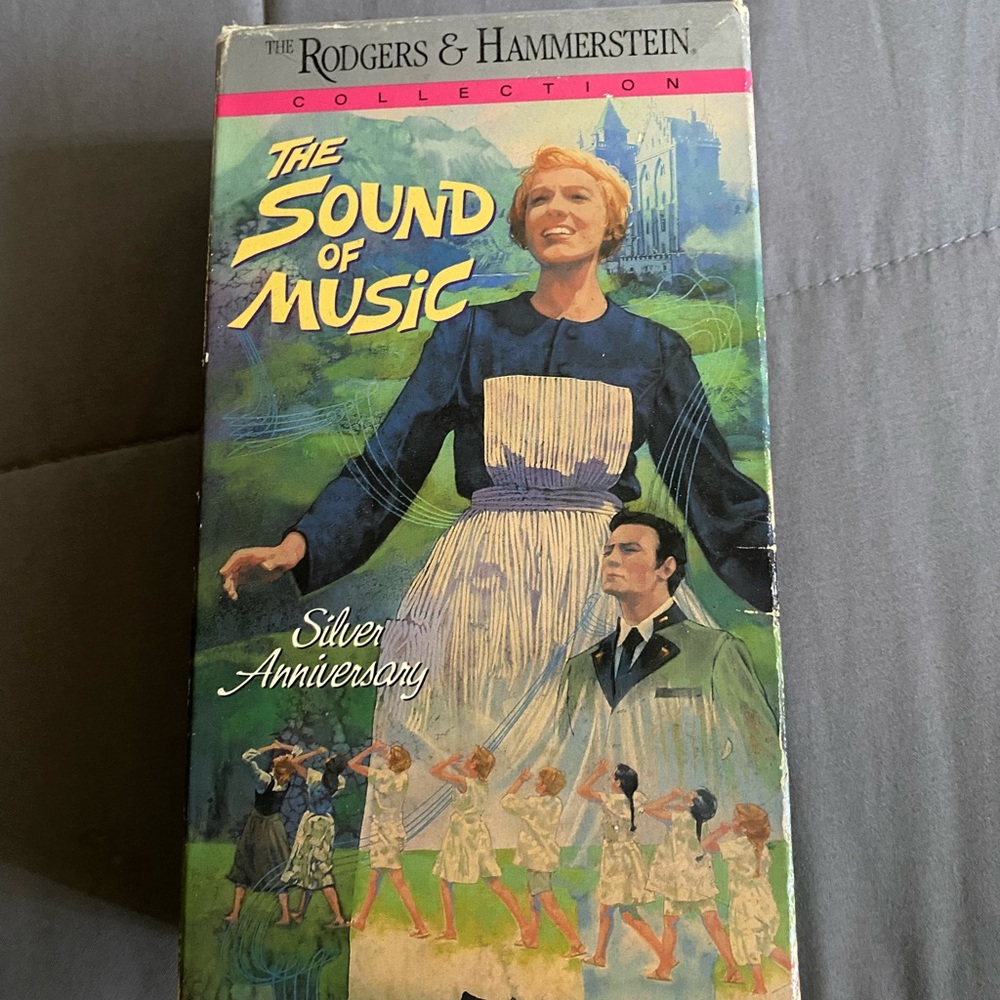 THE RODGERS & HAMMERSTEIN®
COLLECTION
THE
SOUND
OF
MUSIC
Silver
Anniversary